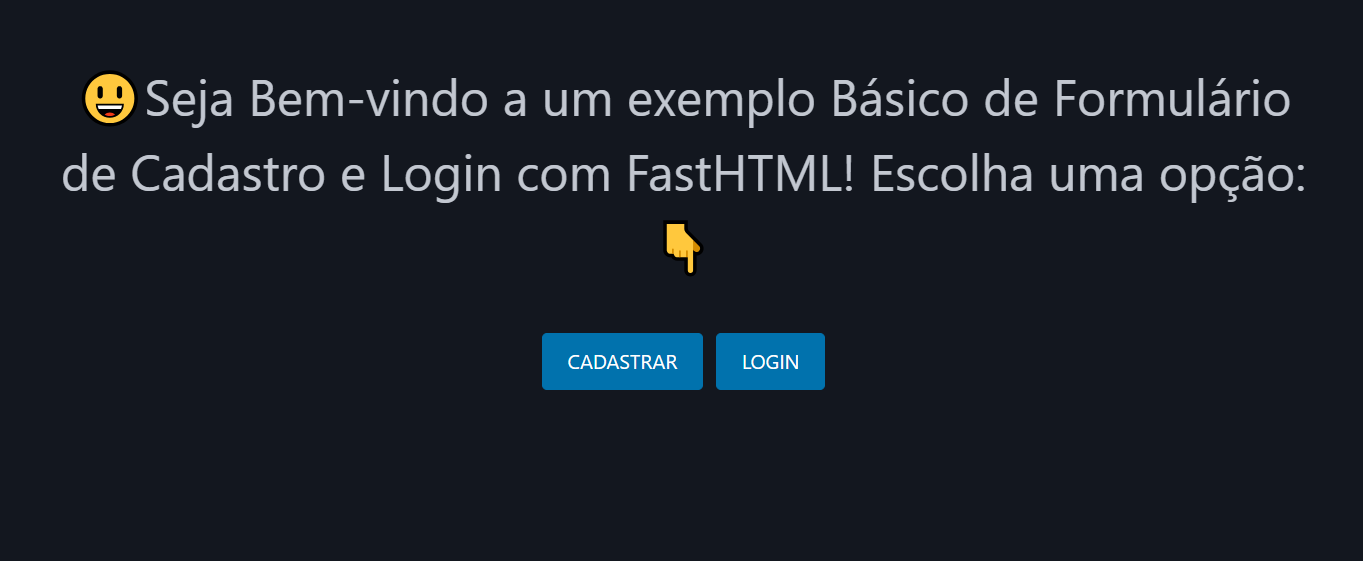 😃Seja Bem-vindo a um exemplo Básico de Formulário
de Cadastro e Login com FastHTML! Escolha uma opção:
👇
CADASTRAR LOGIN